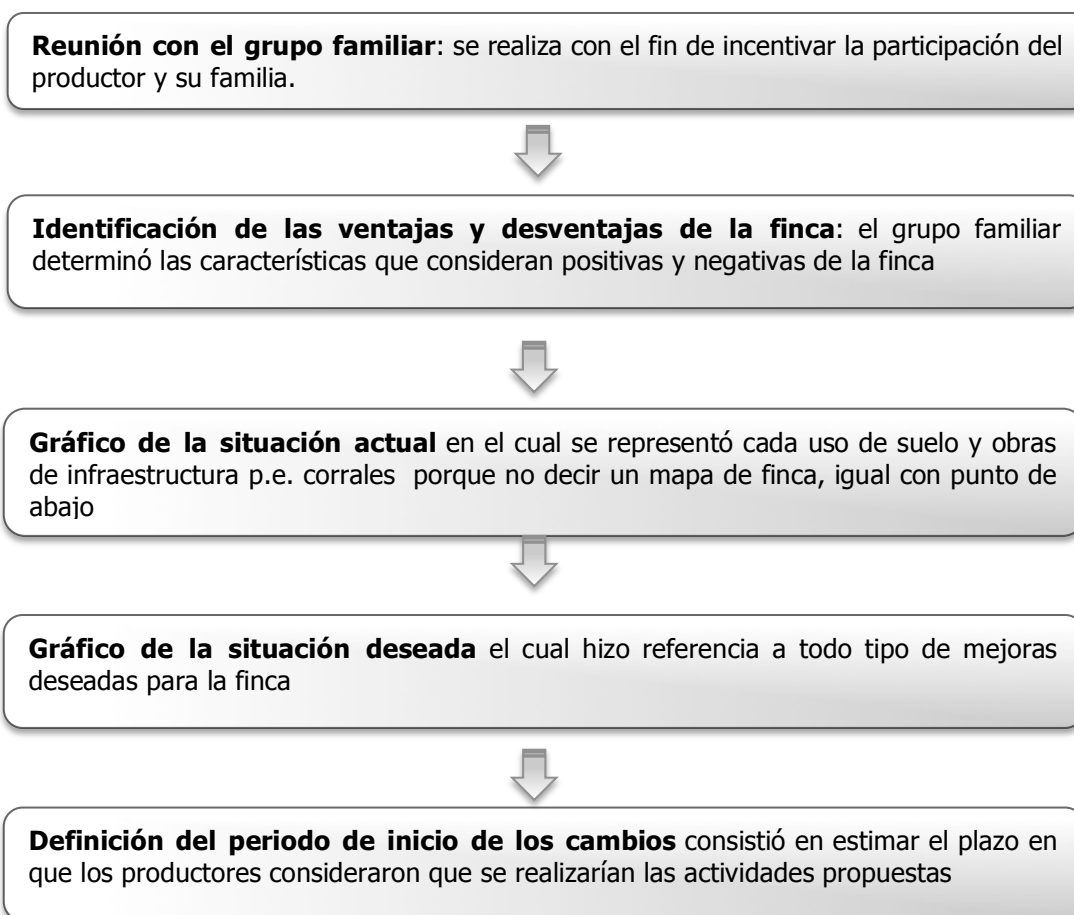 Reunión con el grupo familiar: se realiza con el fin de incentivar la participación del
productor y su familia.
Identificación de las ventajas y desventajas de la finca: el grupo familiar
determinó las características que consideran positivas y negativas de la finca
Gráfico de la situación actual en el cual se representó cada uso de suelo y obras
de infraestructura p.e. corrales porque no decir un mapa de finca, igual con punto de
abajo
Gráfico de la situación deseada el cual hizo referencia a todo tipo de mejoras
deseadas para la finca
Definición del periodo de inicio de los cambios consistió en estimar el plazo en
que los productores consideraron que se realizarían las actividades propuestas